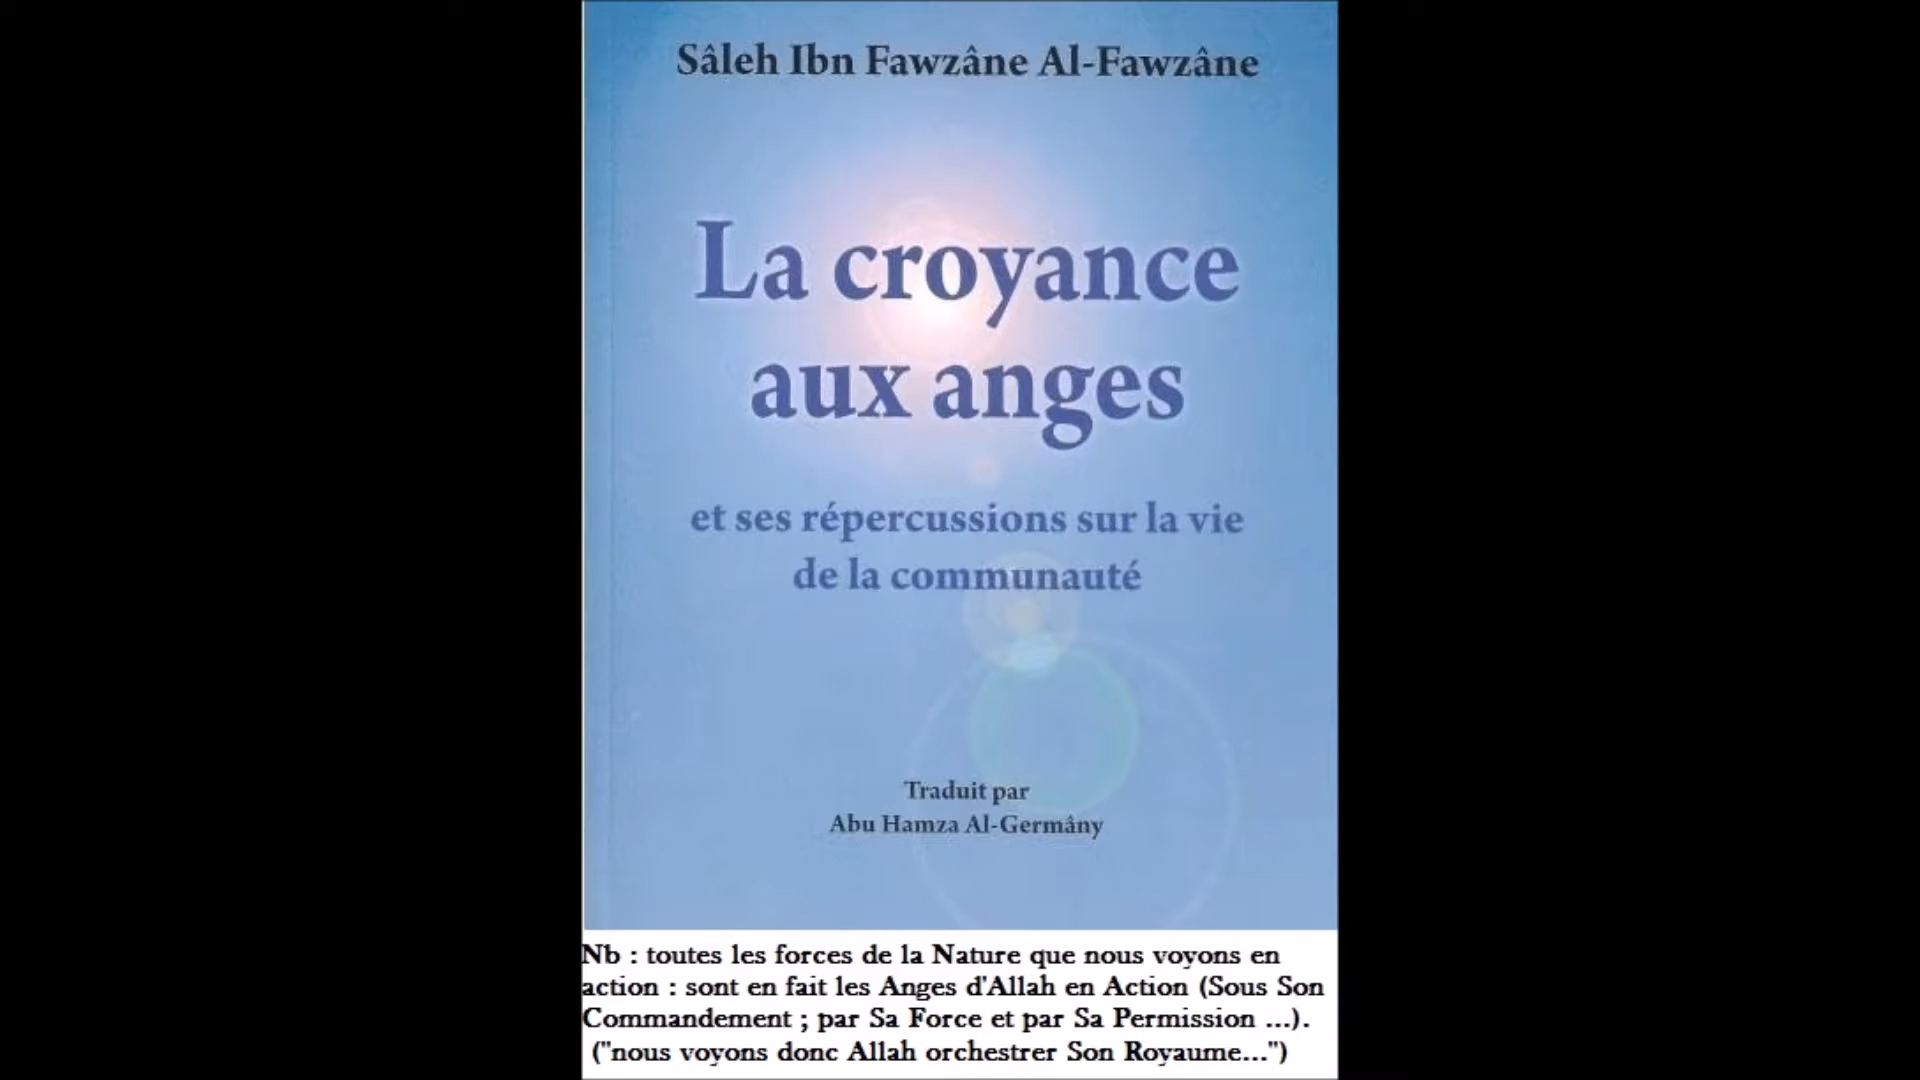 Sâleh Ibn Fawzâne Al-Fawzâne
La croyance
aux anges
et ses répercussions sur la vie
de la communauté
Traduit par
Abu Hamza Al-Germâny
Nb : toutes les forces de la Nature que nous voyons en
action : sont en fait les Anges d'Allah en Action (Sous Son
Commandement ; par Sa Force et par Sa Permission ...).
("nous voyons donc Allah orchestrer Son Royaume...")